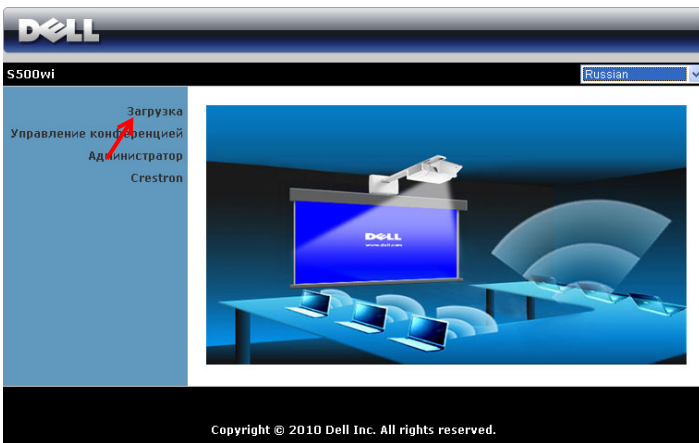 DELL
S500wi
Russian
Загрузка
Управление конференцией
Администратор
Crestron
DELL
www.dell.com
Copyright © 2010 Dell Inc. All rights reserved.